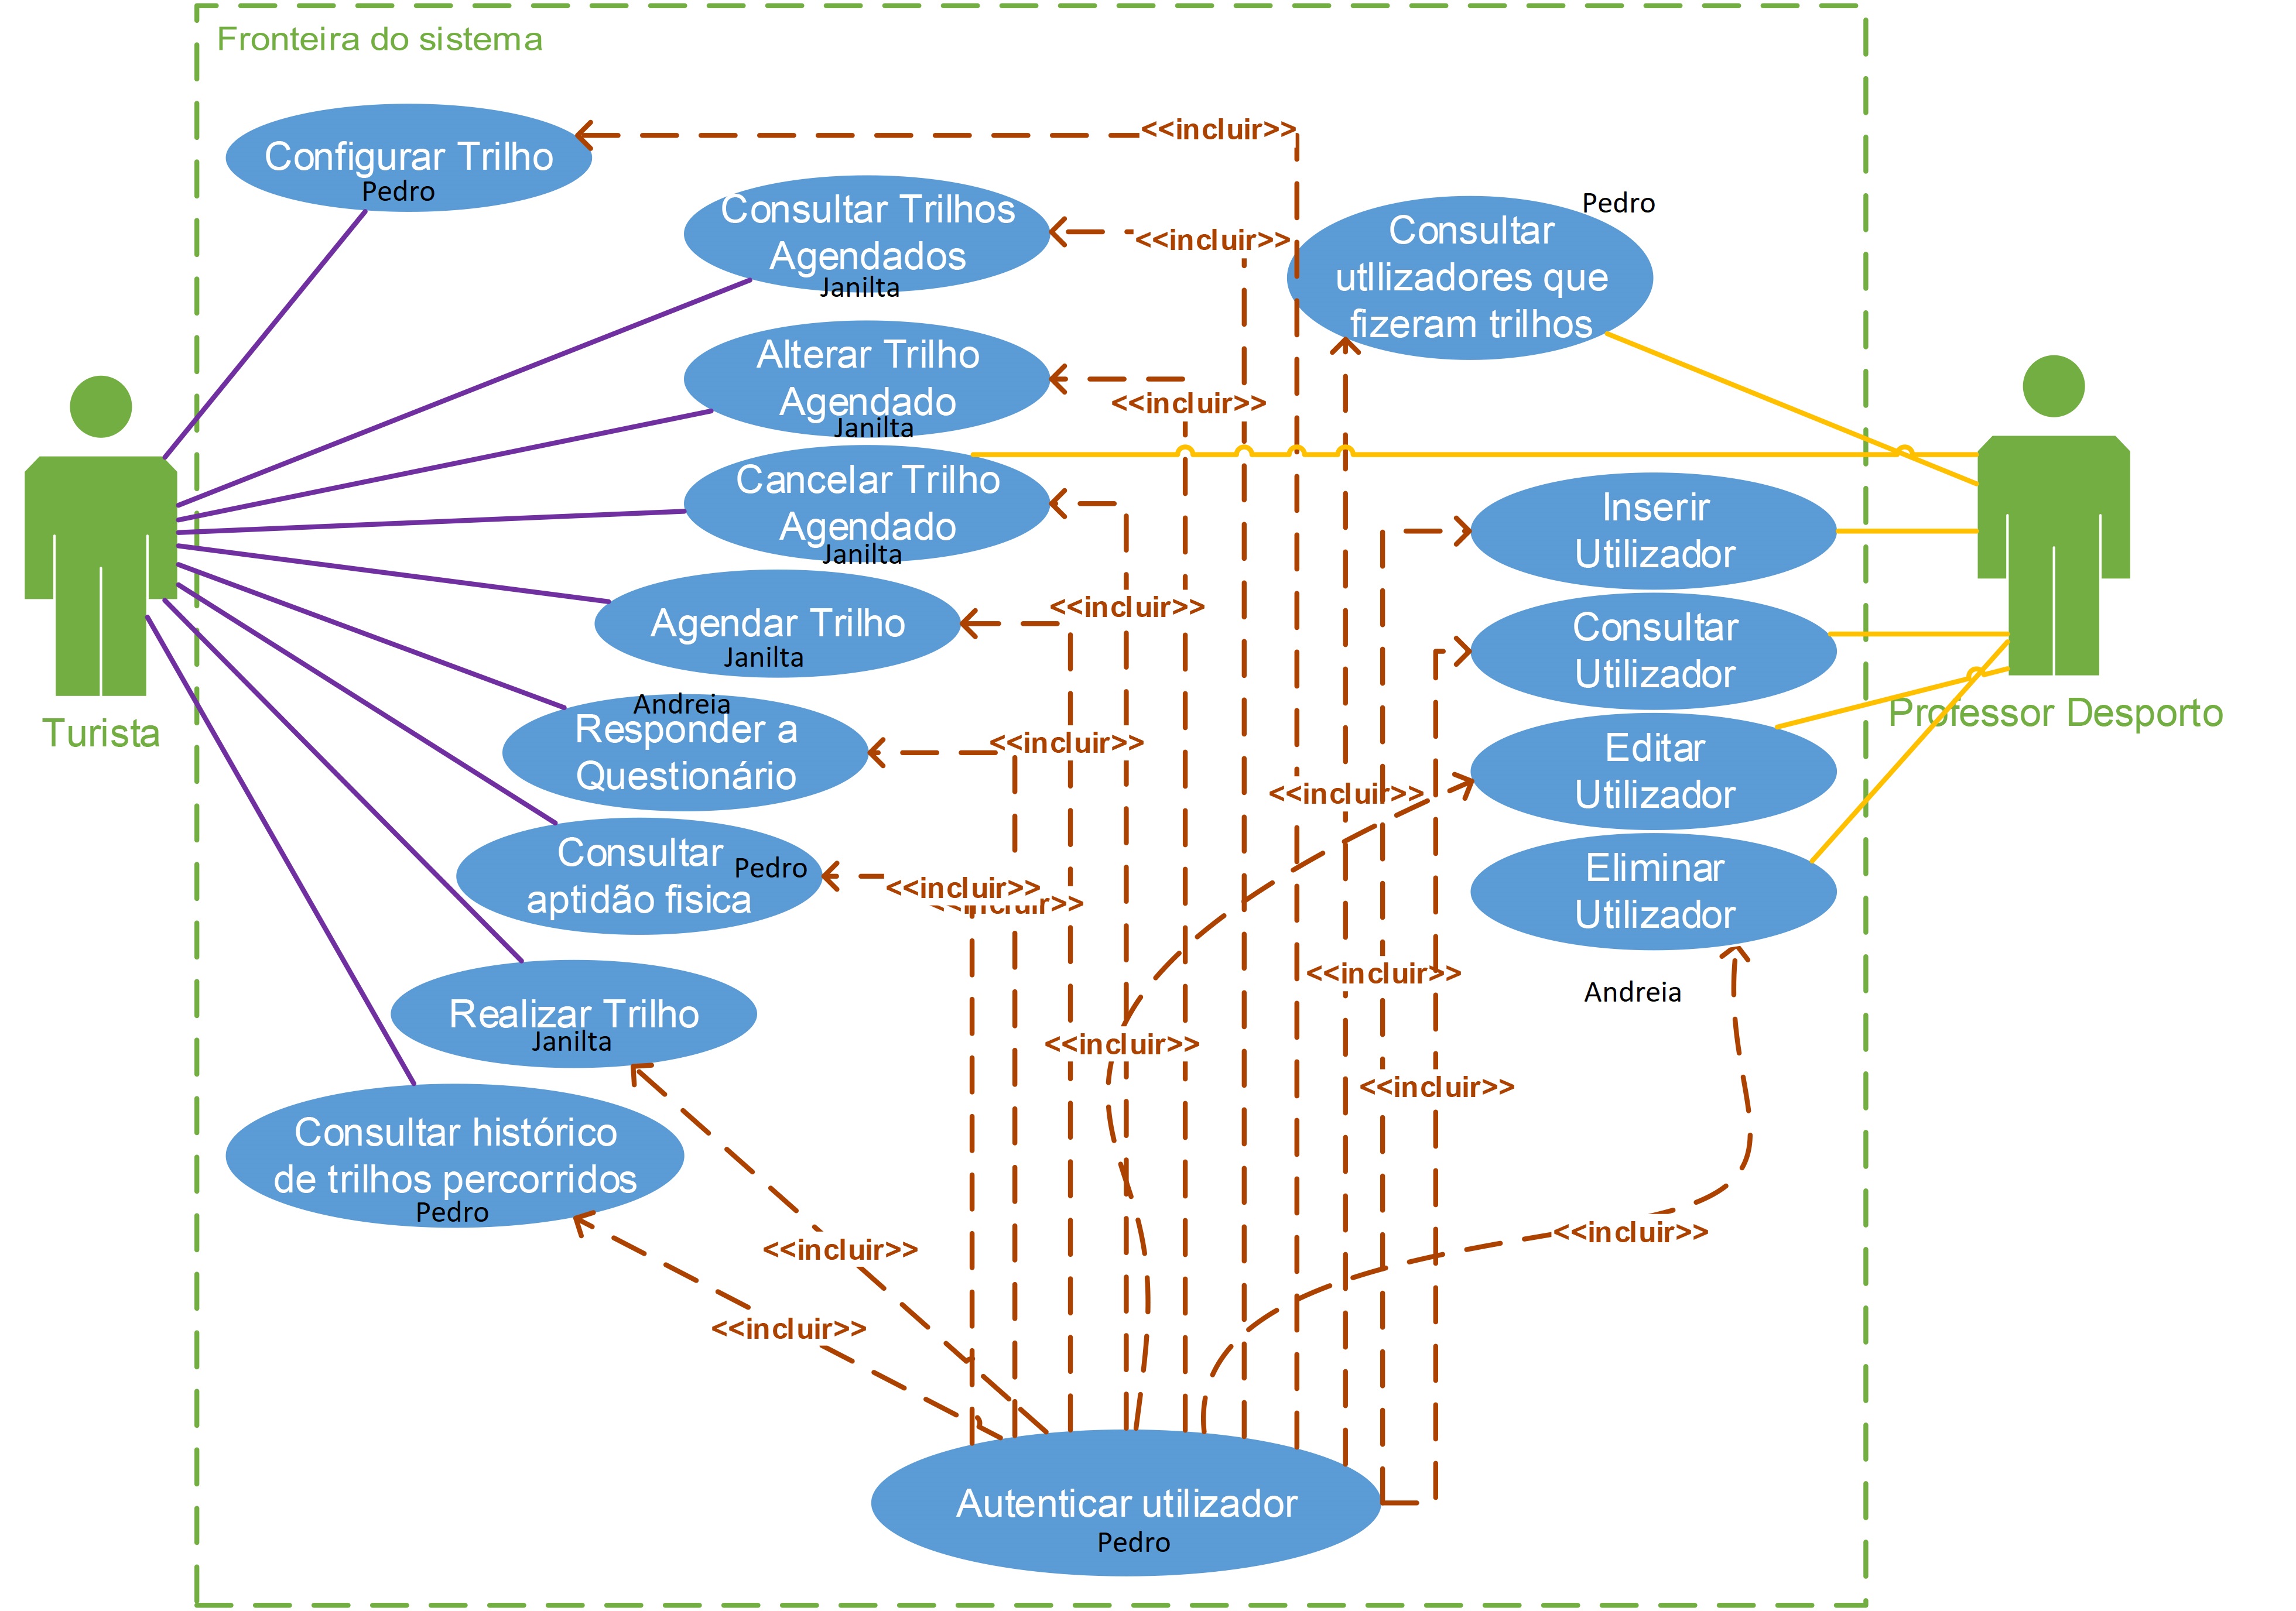 Fronteira do sistema
Configurar Trilho
Pedro
<<incluir>>
Consultar Trilhos
Agendados
Janilta
<<incluir>>
Pedro
Consultar
utllizadores que
fizeram trilhos
Alterar Trilho
Agendado
Janilta
<<incluir>>
Cancelar Trilho
Agendado
Janilta
Inserir
Utilizador
Agendar Trilho
Janilta
<<incluir>>
Consultar
Utilizador
Turista
Professor Desporto
Andreia
Responder a
Questionário
<<incluir>>
Editar
Utilizador
<<incluir>>
Consultar
aptidão fisica
Pedro
<<incluir>>
<<incluir>>
Eliminar
Utilizador
Andreia
<<incluir>>
Realizar Trilho
Janilta
<<incluir>>
<<incluir>>
Consultar histórico
de trilhos percorridos
Pedro
<<incluir>>
<<incluir>>
<<incluir>>
Autenticar utilizador
Pedro